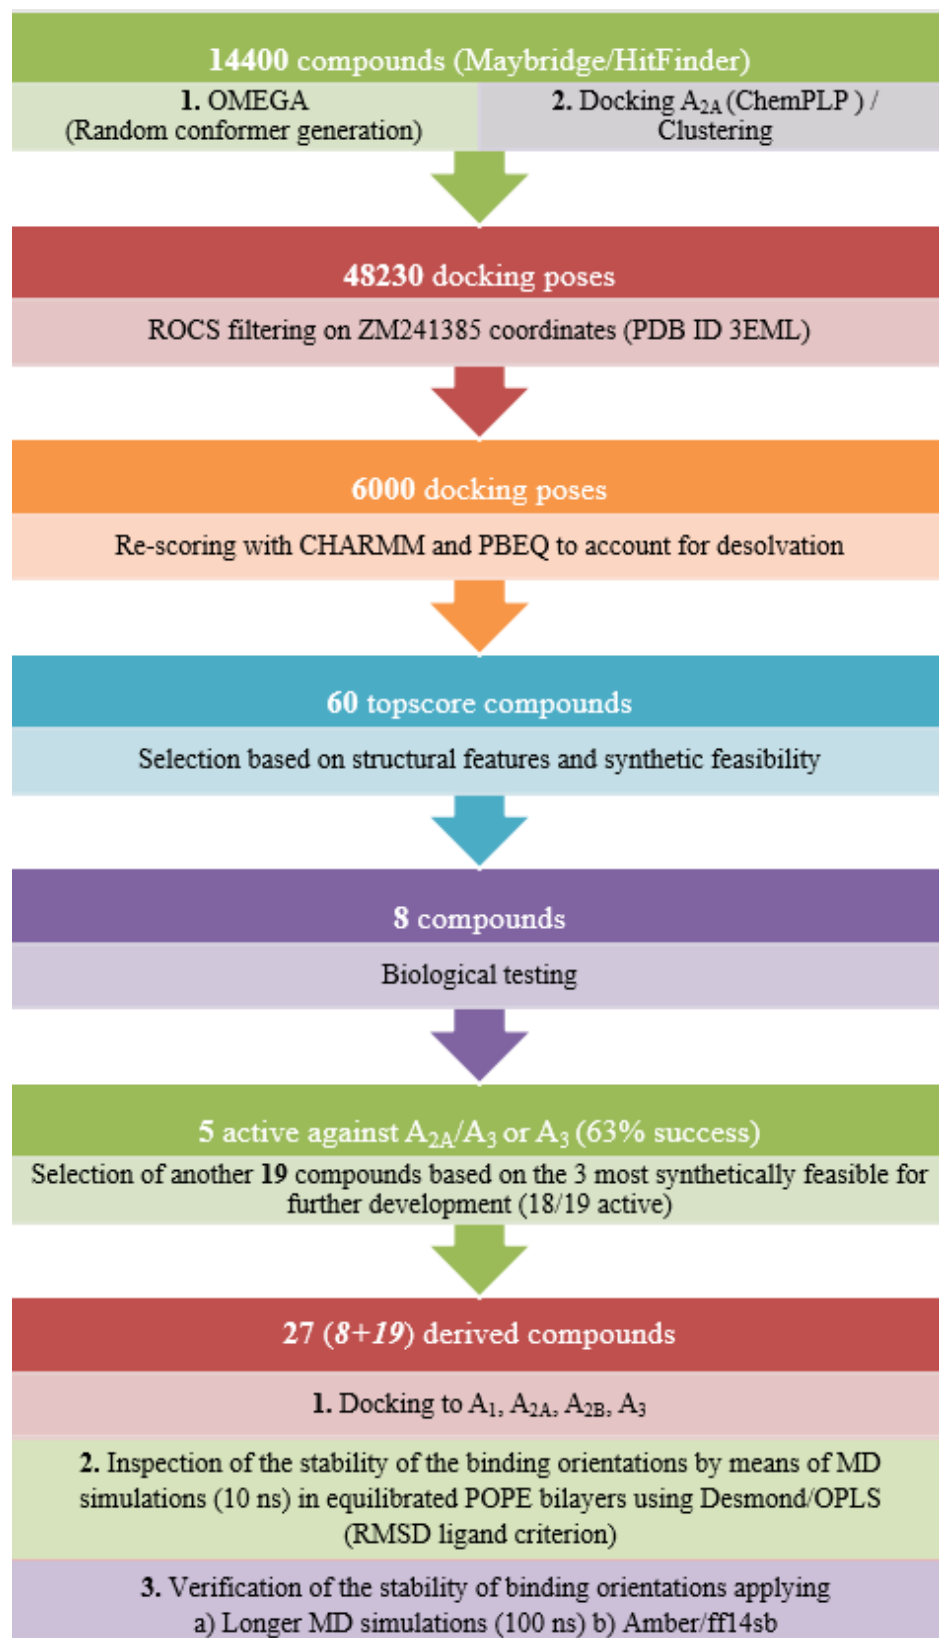 14400 compounds (Maybridge/HitFinder)
1. OMEGA
(Random conformer generation)
2. Docking A2A (ChemPLP ) /
Clustering
48230 docking poses
ROCS filtering on ZM241385 coordinates (PDB ID 3EML)
6000 docking poses
Re-scoring with CHARMM and PBEQ to account for desolvation
60 topscore compounds
Selection based on structural features and synthetic feasibility
8 compounds
Biological testing
5 active against A2A/A3 or A3 (63% success)
Selection of another 19 compounds based on the 3 most synthetically feasible for
further development (18/19 active)
27 (8+19) derived compounds
1. Docking to A1, A2A, A2B, A3
2. Inspection of the stability of the binding orientations by means of MD
simulations (10 ns) in equilibrated POPE bilayers using Desmond/OPLS
(RMSD ligand criterion)
3. Verification of the stability of binding orientations applying
a) Longer MD simulations (100 ns) b) Amber/ff14sb